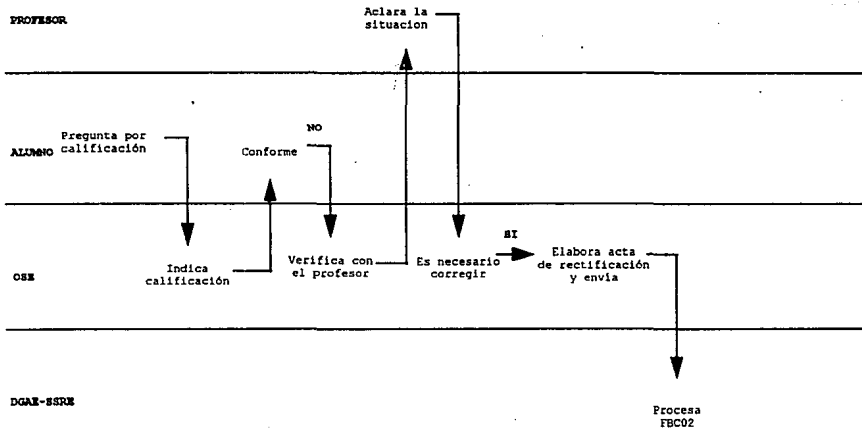 PROFESOR
Aclara la
situacion
ALUMNO
Pregunta por
calificación
Conforme
NO
OSE
Indica
calificación
Verifica con
el profesor
Es necesario
corregir
SI
Elabora acta
de rectificación
y envía
DGAE-SSRE
Procesa
FBC02